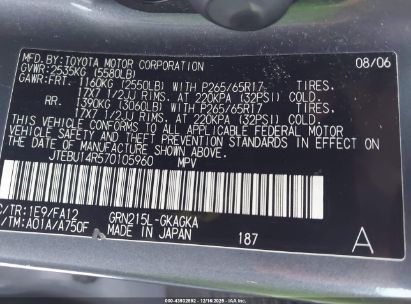 MFD. BY: TOYOTA MOTOR CORPORATION 08/06
GVWR: 2535KG (5580LB)
GAWR: FRT. 1160KG (2550LB) WITH P265/65R17 TIRES.
17X7 1/2JJ RIMS. AT 220KPA (32PSI) COLD.
RR. 1390KG (3060LB) WITH P265/65R17 TIRES.
17X7 1/2JJ RIMS. AT 220KPA (32PSI) COLD.
THIS VEHICLE CONFORMS TO ALL APPLICABLE FEDERAL MOTOR
VEHICLE SAFETY AND BUMPER STANDARDS IN EFFECT ON
THE DATE OF MANUFACTURE SHOWN ABOVE.
JTEBU14R570105960 MPV
C/TR: 1E9/FA12 GRN215L-GKAGKA
/TM: A01A/A750F MADE IN JAPAN 187 A